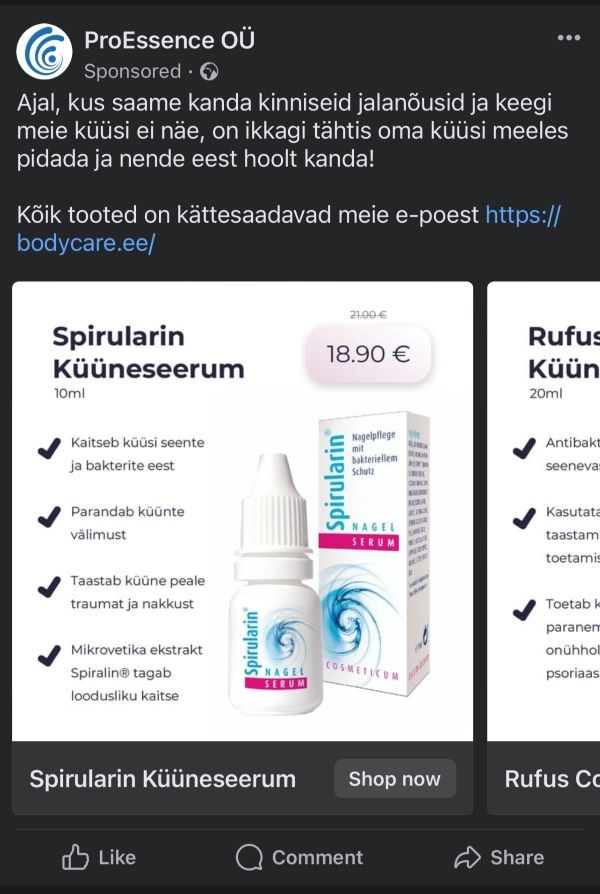 ProEssence OÜ
Sponsored ·
Ajal, kus saame kanda kinniseid jalanõusid ja keegi
meie küüsi ei näe, on ikkagi tähtis oma küüsi meeles
pidada ja nende eest hoolt kanda!
Kõik tooted on kättesaadavad meie e-poest https://
bodycare.ee/
Spirularin
Küüneseerum
10ml
21.00 €
18.90 €
Kaitseb küüsi seente
ja bakterite eest
Parandab küünte
välimust
Taastab küüne peale
traumat ja nakkust
Mikrovetika ekstrakt
Spiralin® tagab
loodusliku kaitse
Spirularin®
NAGEL
SERUM
Nagelpflege
mit
bakteriellem
Schutz
COSMETICUM
Spirularin®
NAGEL
SERUM
Rufus
Küün
20ml
Antibakt
seeneva
Kasutata
taastam
toetamis
Toetab k
paranem
onühhol
psoriaas
Spirularin Küüneseerum
Shop now
Rufus Co
Like
Comment
Share